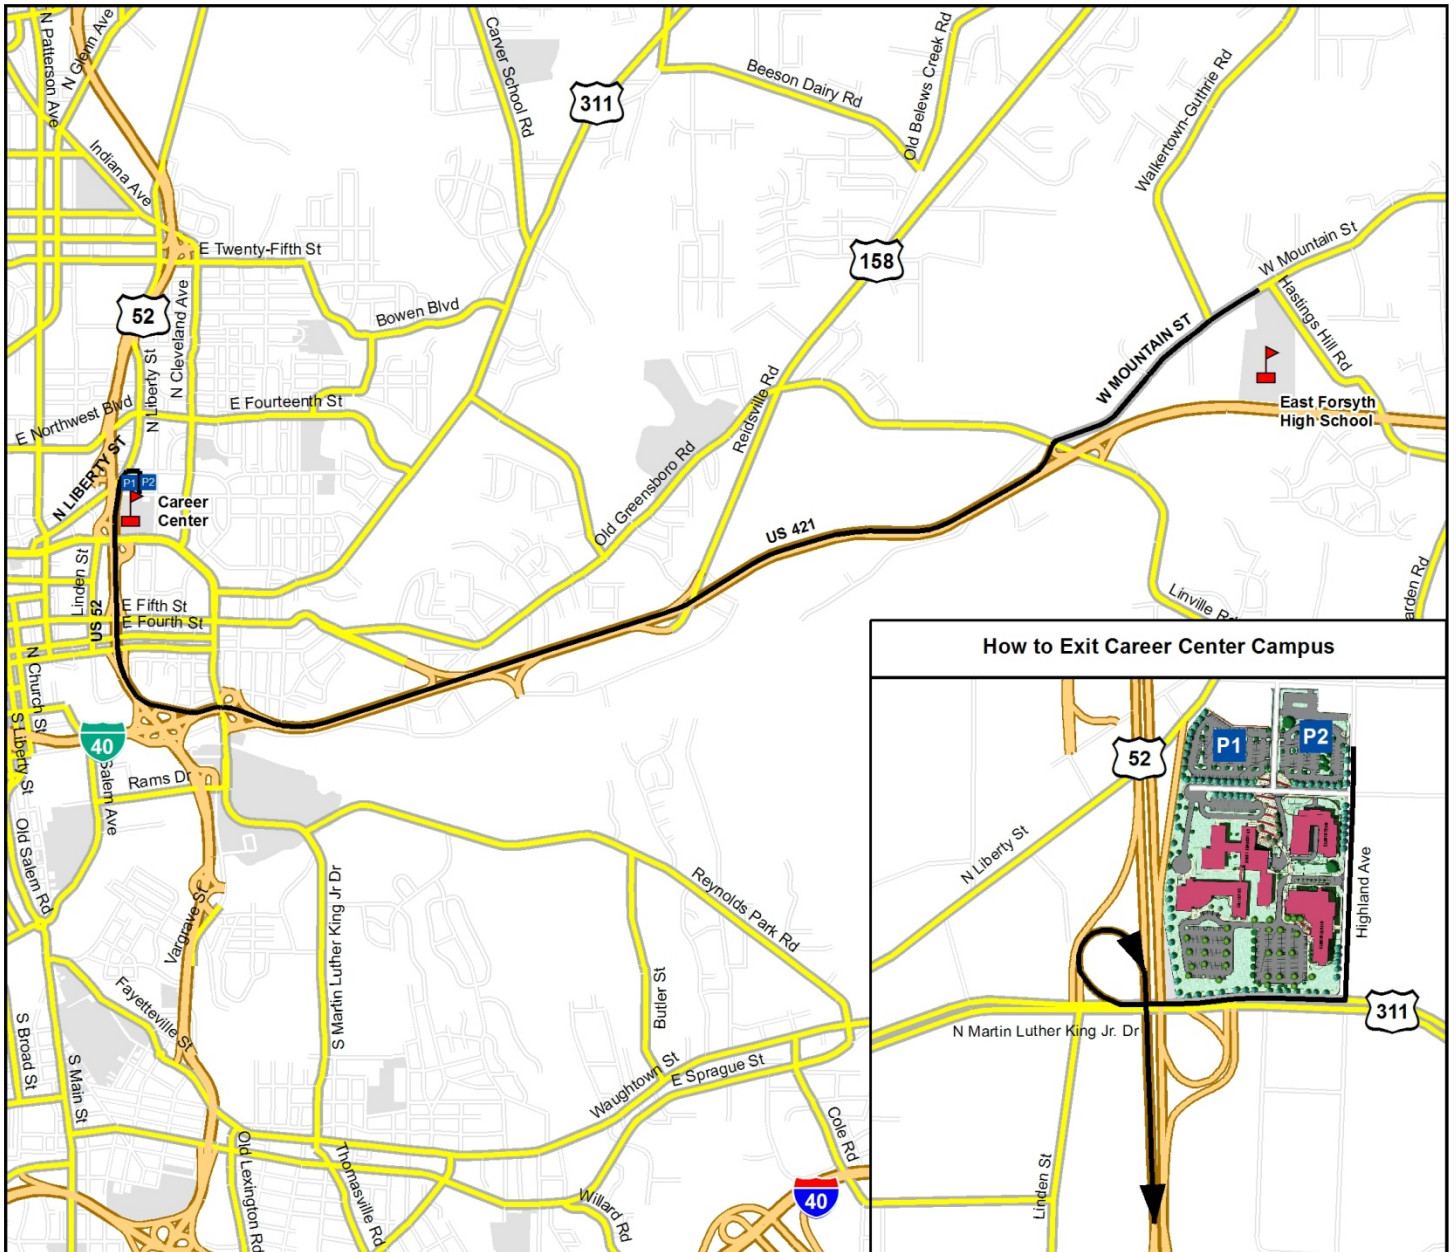 N Patterson Ave
N Glenn Ave
Indiana Ave
Carver School Rd
311
Beeson Dairy Rd
Old Belews Creek Rd
Walkertown-Guthrie Rd
E Twenty-Fifth St
158
W Mountain St
52
Bowen Blvd
Hastings Hill Rd
N Cleveland Ave
N Liberty St
W MOUNTAIN ST
E Northwest Blvd
E Fourteenth St
Reidsville Rd
East Forsyth
High School
N LIBERTY ST
P1
P2
Career
Center
Old Greensboro Rd
US 421
Linden St
US 52
E Fifth St
E Fourth St
Linville Rd
arden Rd
N Church St
S Liberty St
40
Salem Ave
Rams Dr
Old Salem Rd
Vargrave St
S Martin Luther King Jr Dr
Reynolds Park Rd
Fayetteville St
Butler St
S Broad St
S Main St
Waughtown St
E Sprague St
Cole Rd
Old Lexington Rd
Thomasville Rd
Willard Rd
40
How to Exit Career Center Campus
52
P1
P2
N Liberty St
Highland Ave
311
N Martin Luther King Jr. Dr
Linden St